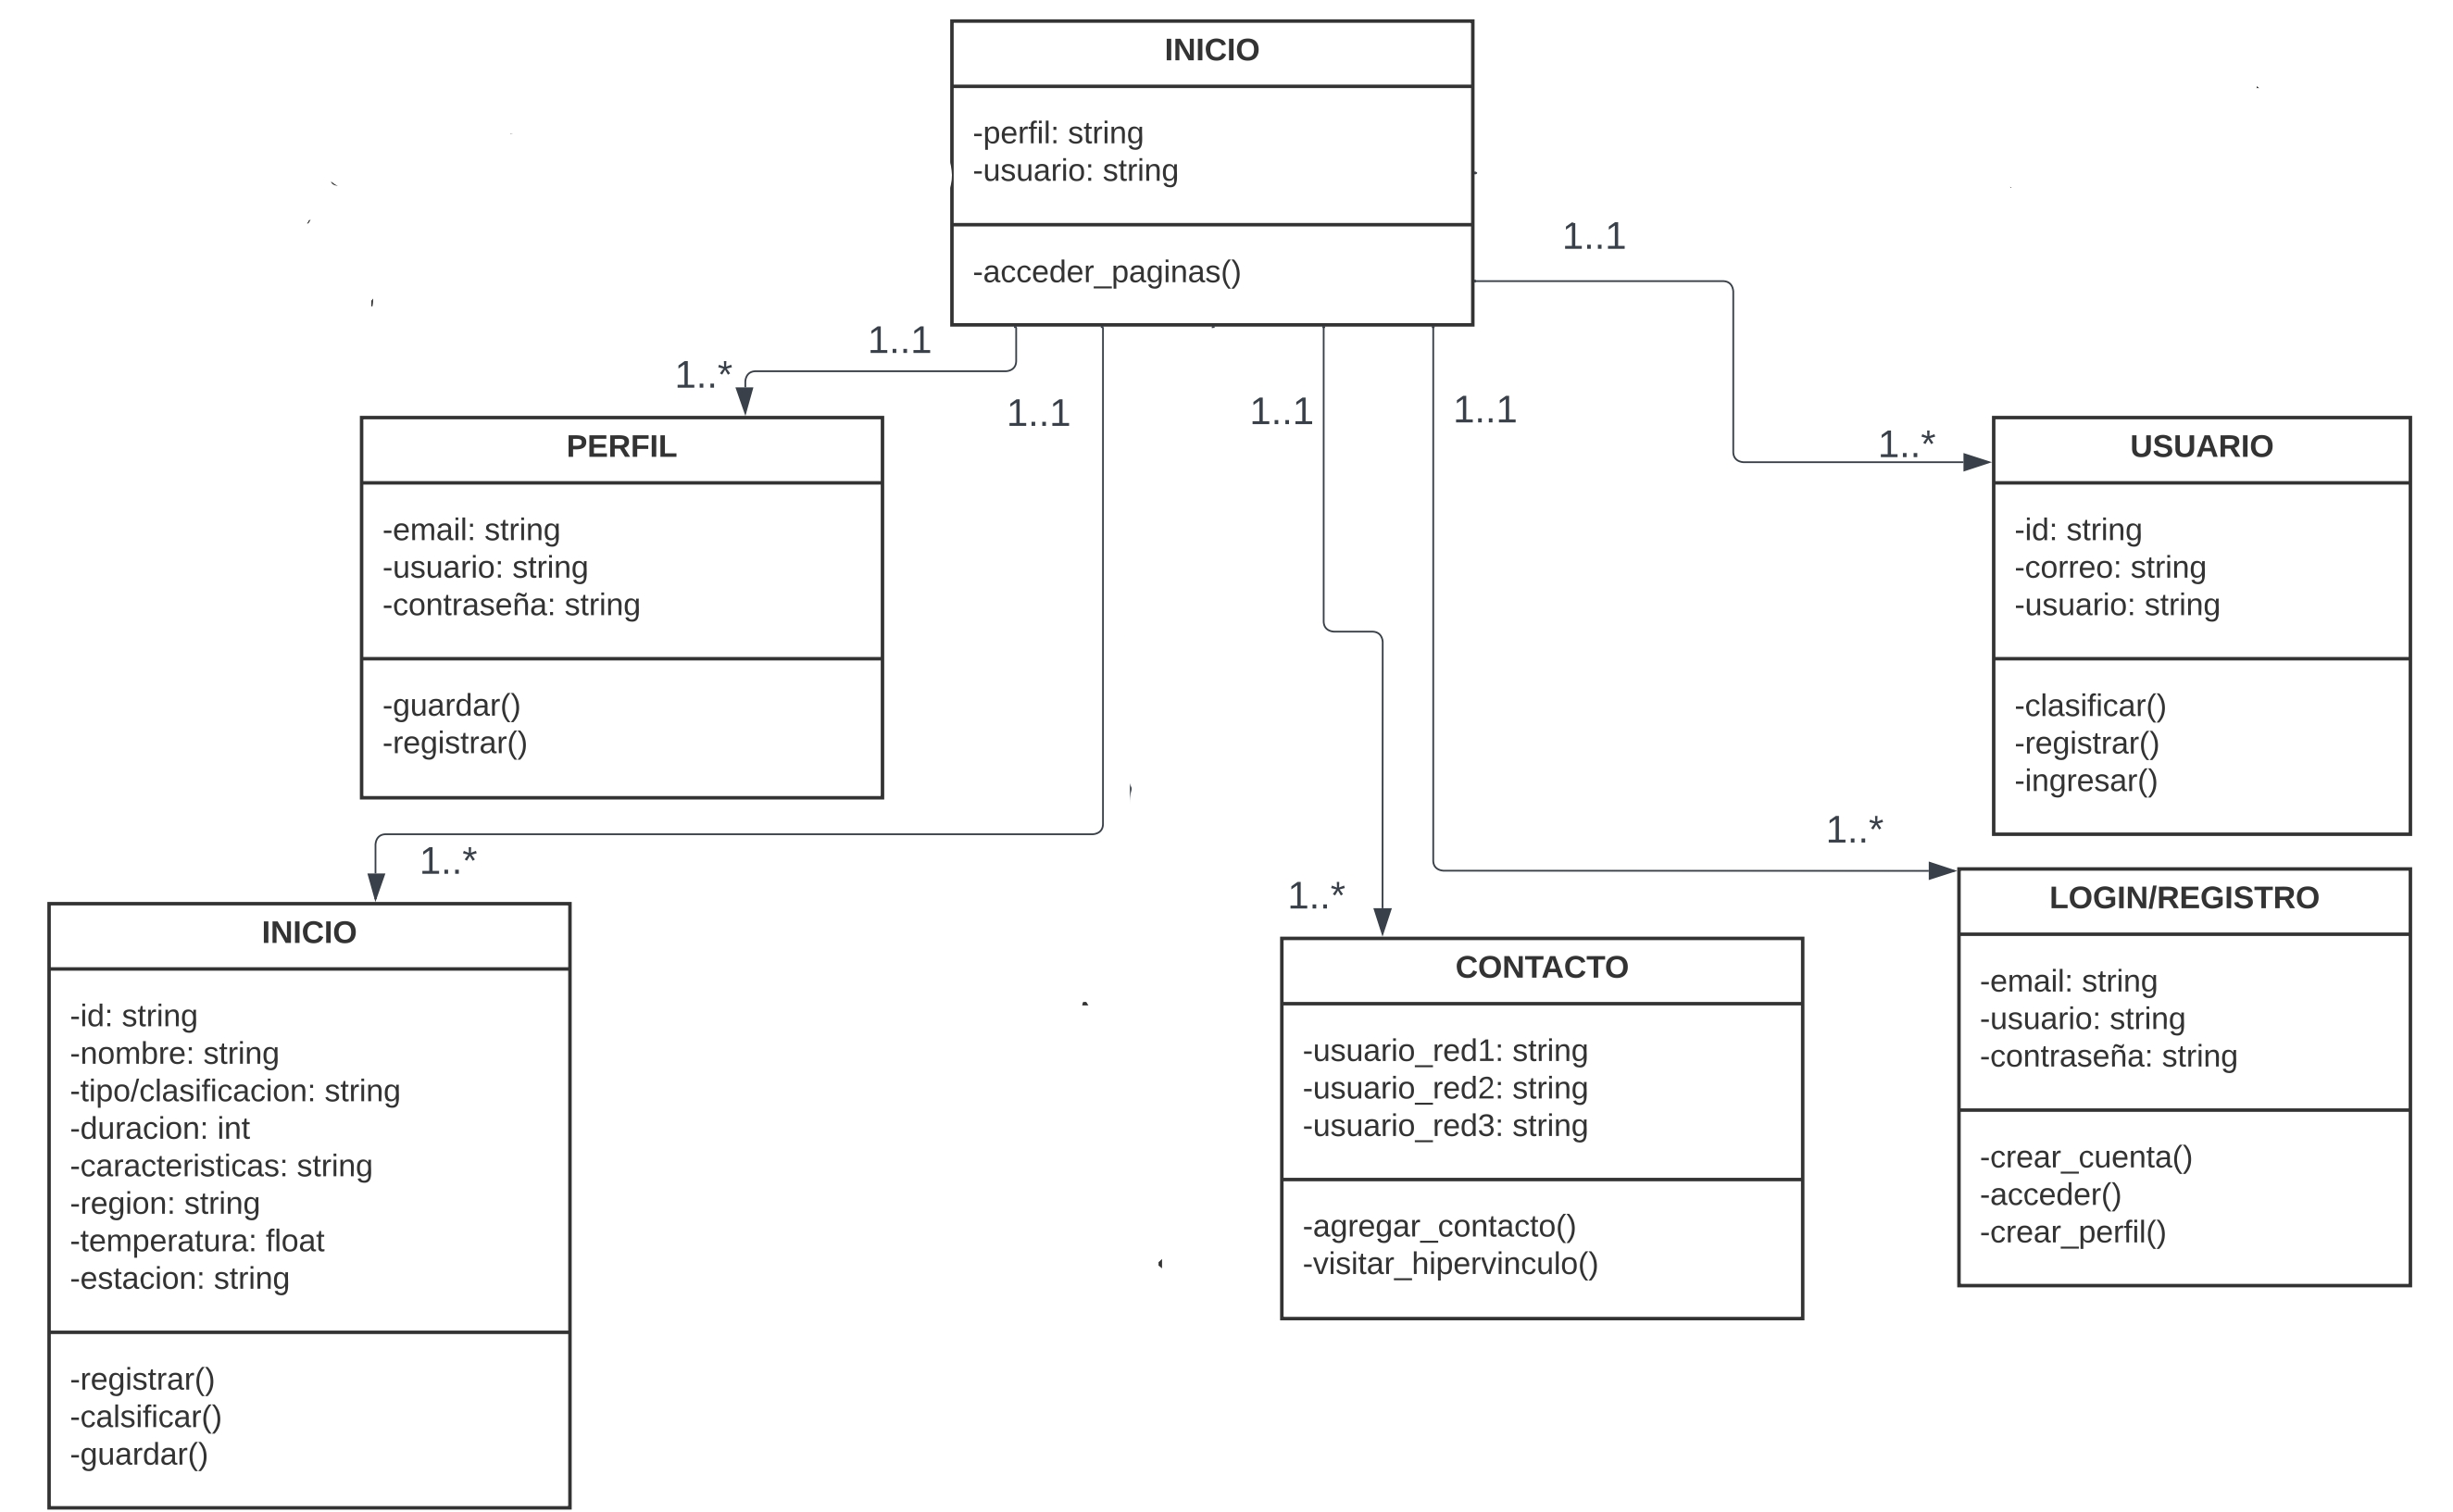 INICIO
-perfil: string
-usuario: string
-acceder_paginas()
1..1
1..1
1..*
1..1
1..1
1..1
1..*
PERFIL
-email: string
-usuario: string
-contraseña: string
-guardar()
-registrar()
USUARIO
-id: string
-correo: string
-usuario: string
-clasificar()
-registrar()
-ingresar()
1..*
1..*
1..*
INICIO
-id: string
-nombre: string
-tipo/clasificacion: string
-duracion: int
-caracteristicas: string
-region: string
-temperatura: float
-estacion: string
-registrar()
-calsificar()
-guardar()
CONTACTO
-usuario_red1: string
-usuario_red2: string
-usuario_red3: string
-agregar_contacto()
-visitar_hipervinculo()
LOGIN/REGISTRO
-email: string
-usuario: string
-contraseña: string
-crear_cuenta()
-acceder()
-crear_perfil()